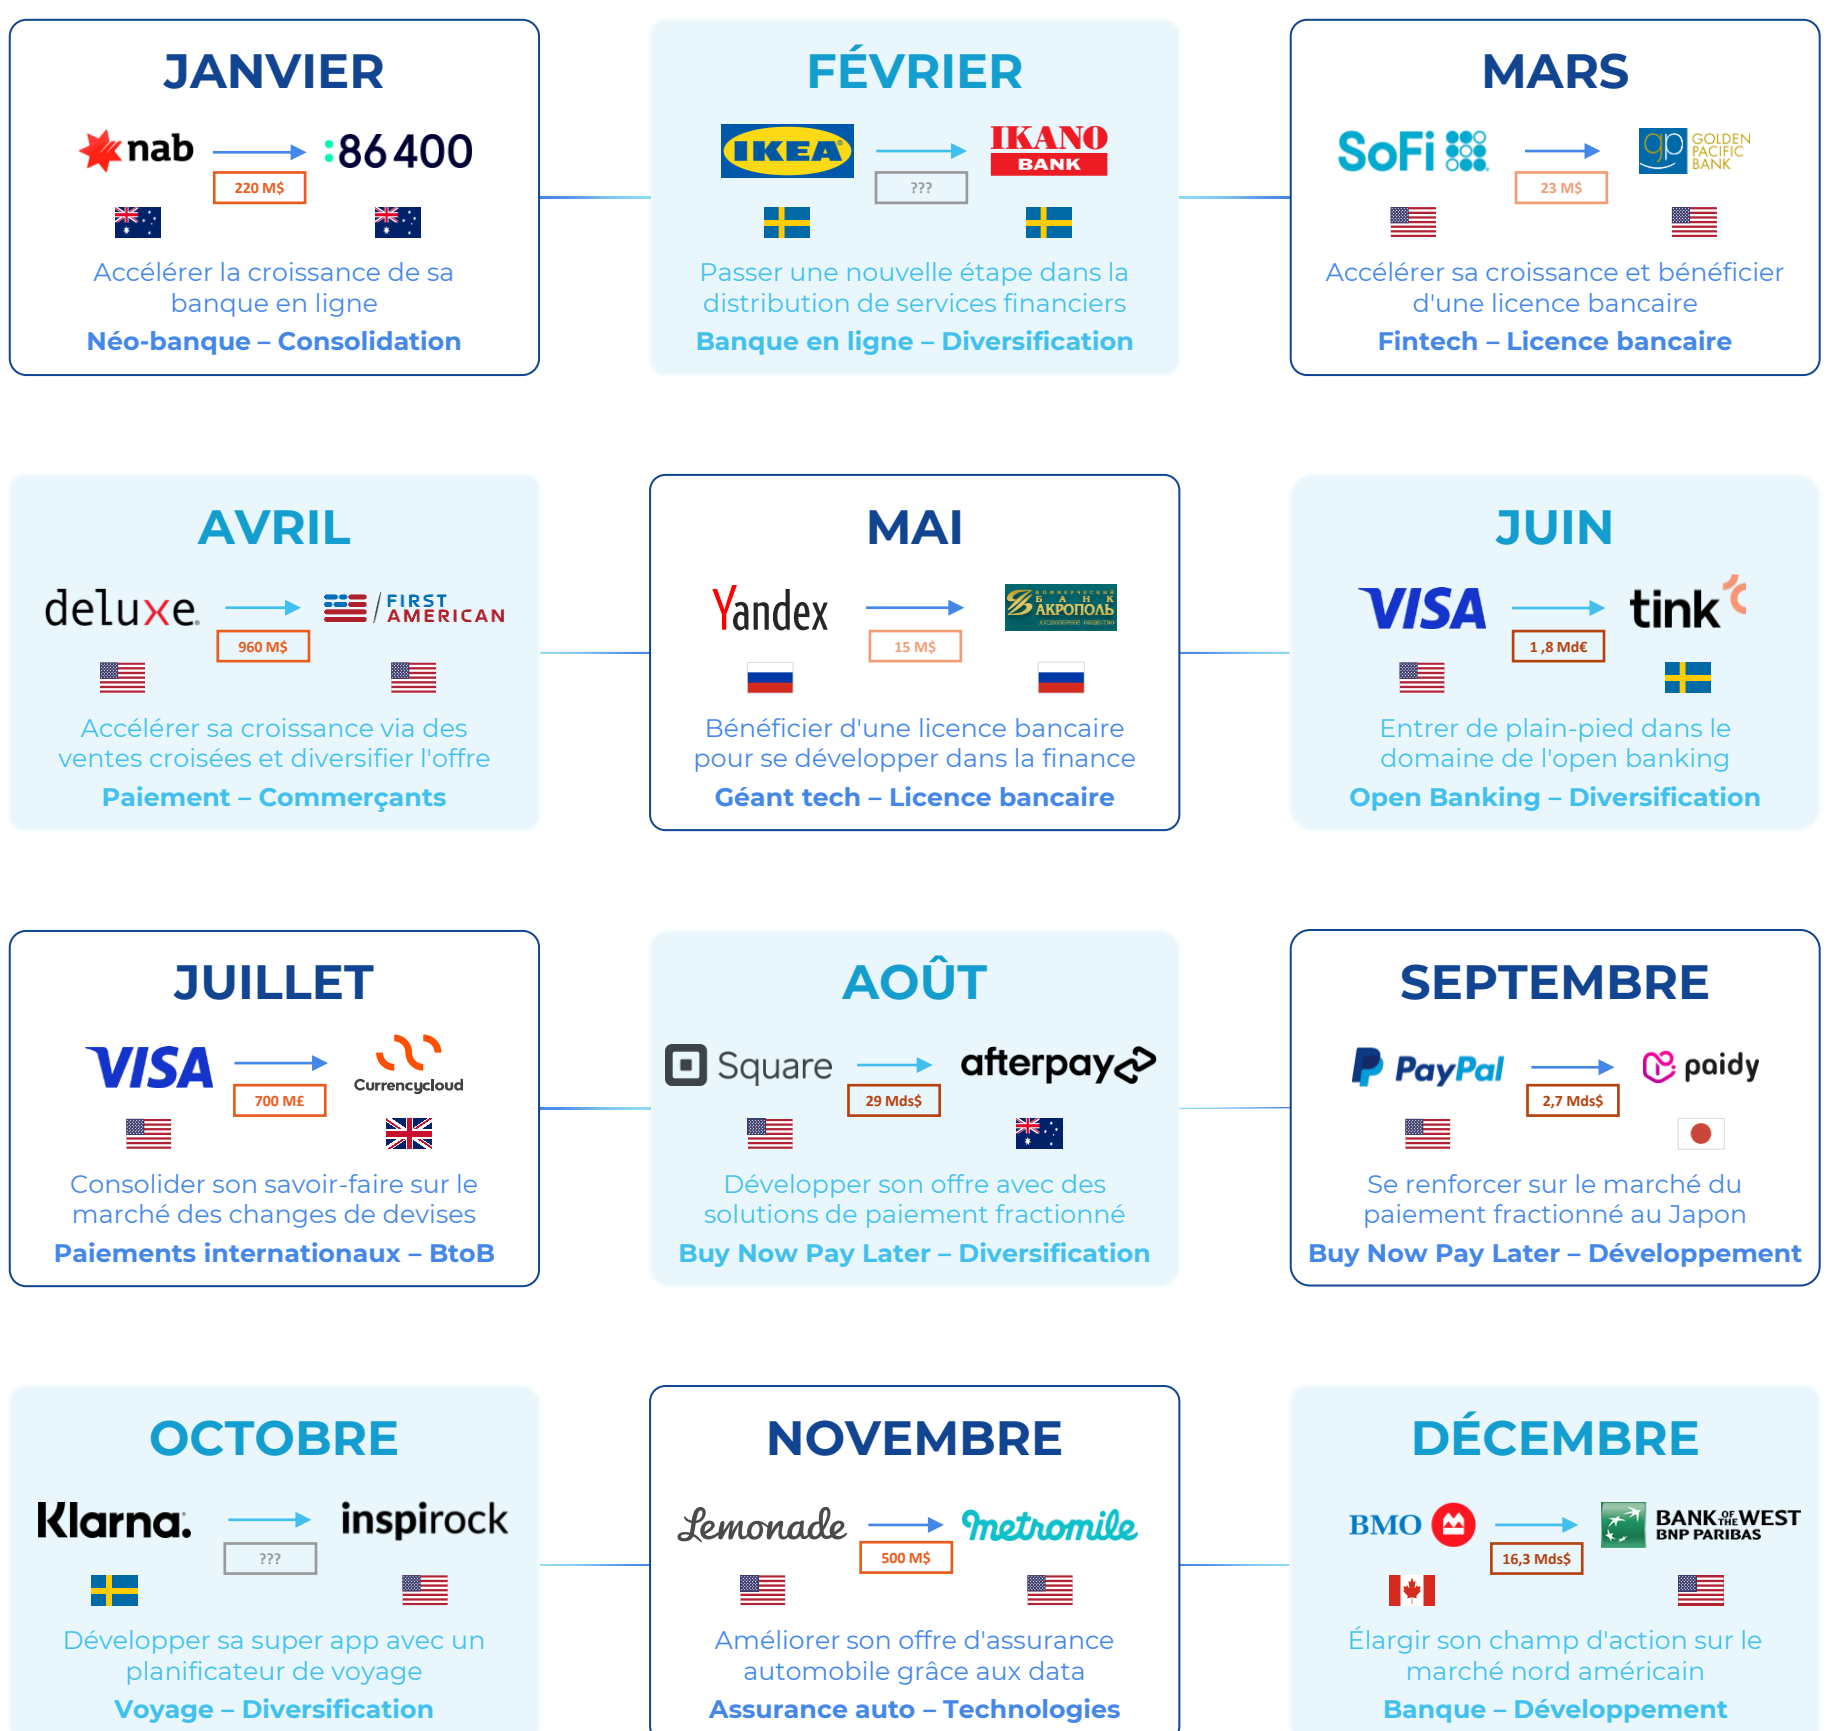 JANVIER
nab
:86 400
220 M$
Accélérer la croissance de sa
banque en ligne
Néo-banque – Consolidation
FÉVRIER
IKEA
IKANO
BANK
???
Passer une nouvelle étape dans la
distribution de services financiers
Banque en ligne – Diversification
MARS
SoFi
gp
GOLDEN
PACIFIC
BANK
23 M$
Accélérer sa croissance et bénéficier
d'une licence bancaire
Fintech – Licence bancaire
AVRIL
deluxe
FIRST
AMERICAN
960 M$
Accélérer sa croissance via des
ventes croisées et diversifier l'offre
Paiement – Commerçants
MAI
Yandex
КОММЕРЧЕСКИЙ
БАНК
АКРОПОЛЬ
АКЦИОНЕРНОЕ ОБЩЕСТВО
15 M$
Bénéficier d'une licence bancaire
pour se développer dans la finance
Géant tech – Licence bancaire
JUIN
VISA
tink
1 ,8 Md€
Entrer de plain-pied dans le
domaine de l'open banking
Open Banking – Diversification
JUILLET
VISA
Currencycloud
700 M£
Consolider son savoir-faire sur le
marché des changes de devises
Paiements internationaux – BtoB
AOÛT
Square
afterpay
29 Mds$
Développer son offre avec des
solutions de paiement fractionné
Buy Now Pay Later – Diversification
SEPTEMBRE
PayPal
paidy
2,7 Mds$
Se renforcer sur le marché du
paiement fractionné au Japon
Buy Now Pay Later – Développement
OCTOBRE
Klarna.
inspirock
???
Développer sa super app avec un
planificateur de voyage
Voyage – Diversification
NOVEMBRE
Lemonade
metromile
500 M$
Améliorer son offre d'assurance
automobile grâce aux data
Assurance auto – Technologies
DÉCEMBRE
BMO
BANK OF THE WEST
BNP PARIBAS
16,3 Mds$
Élargir son champ d'action sur le
marché nord américain
Banque – Développement